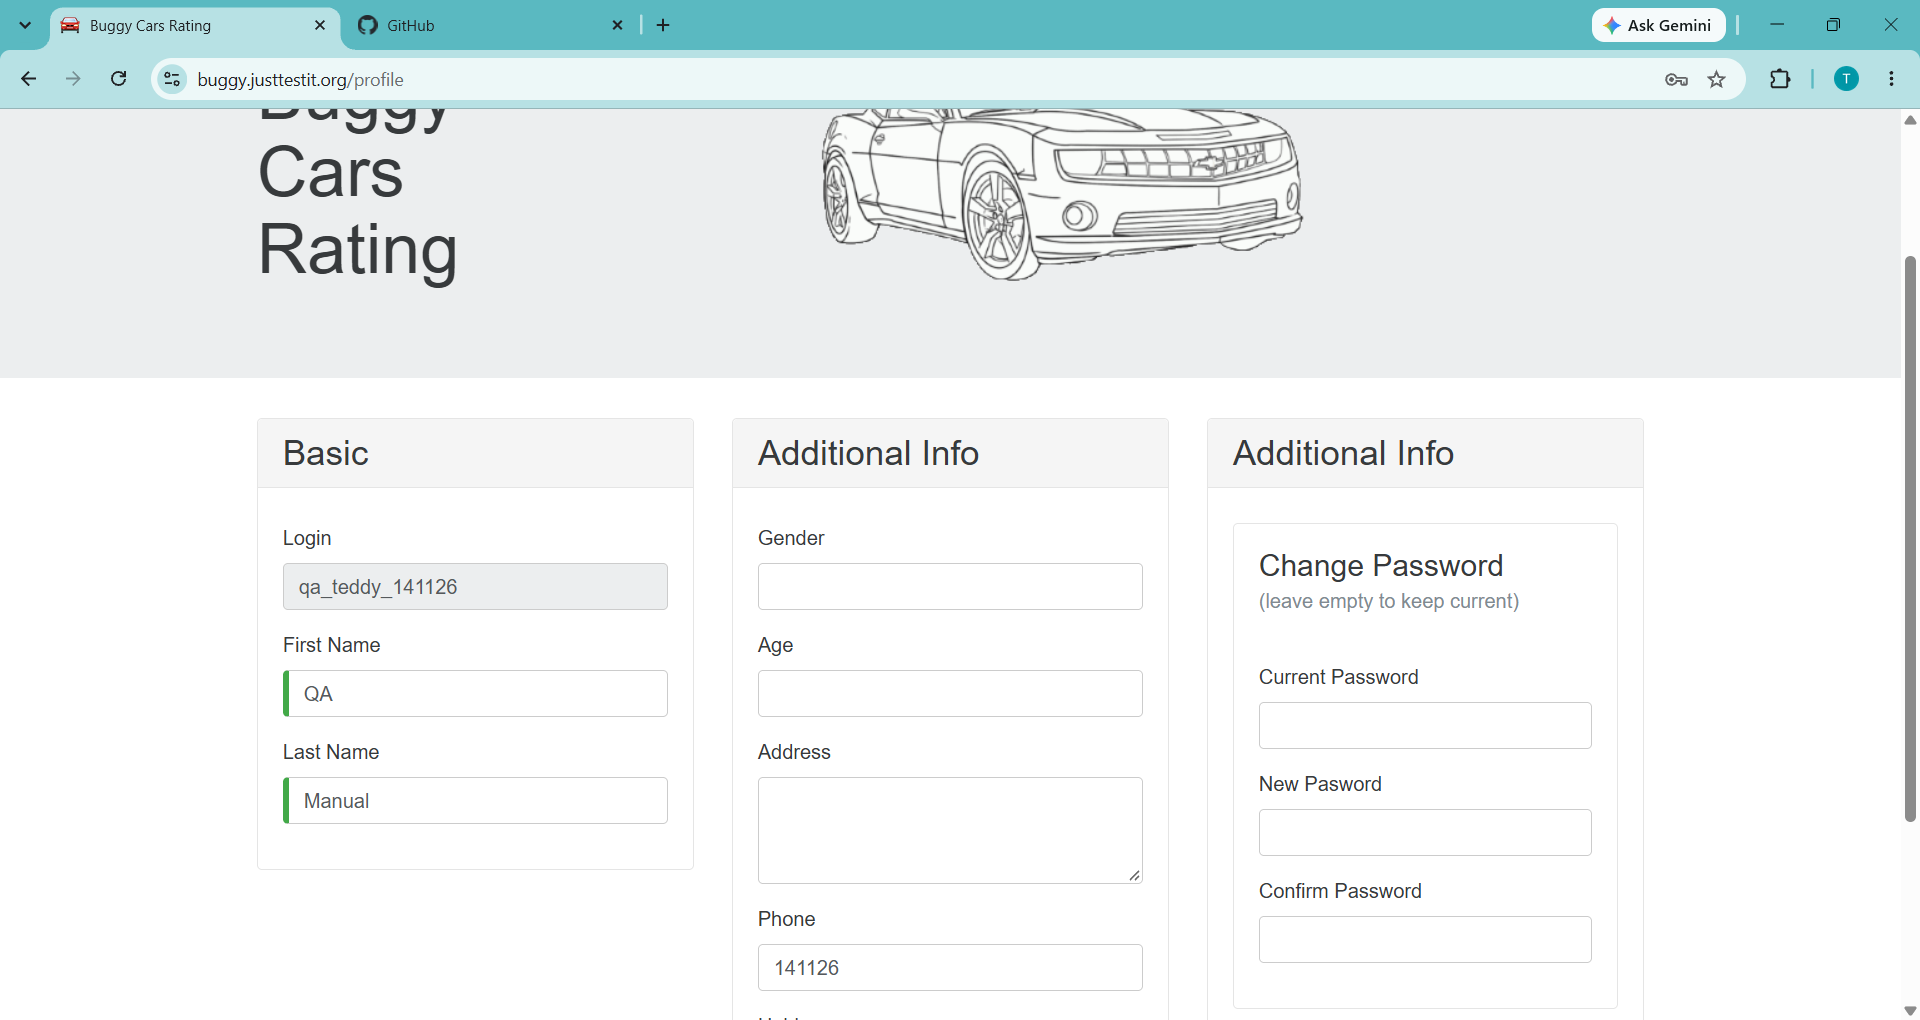 Buggy Cars Rating
GitHub
Ask Gemini
buggy.justtestit.org/profile
T
Buggy
Cars
Rating
Basic
Login
qa_teddy_141126
First Name
QA
Last Name
Manual
Additional Info
Gender
Age
Address
Phone
141126
Additional Info
Change Password
(leave empty to keep current)
Current Password
New Pasword
Confirm Password